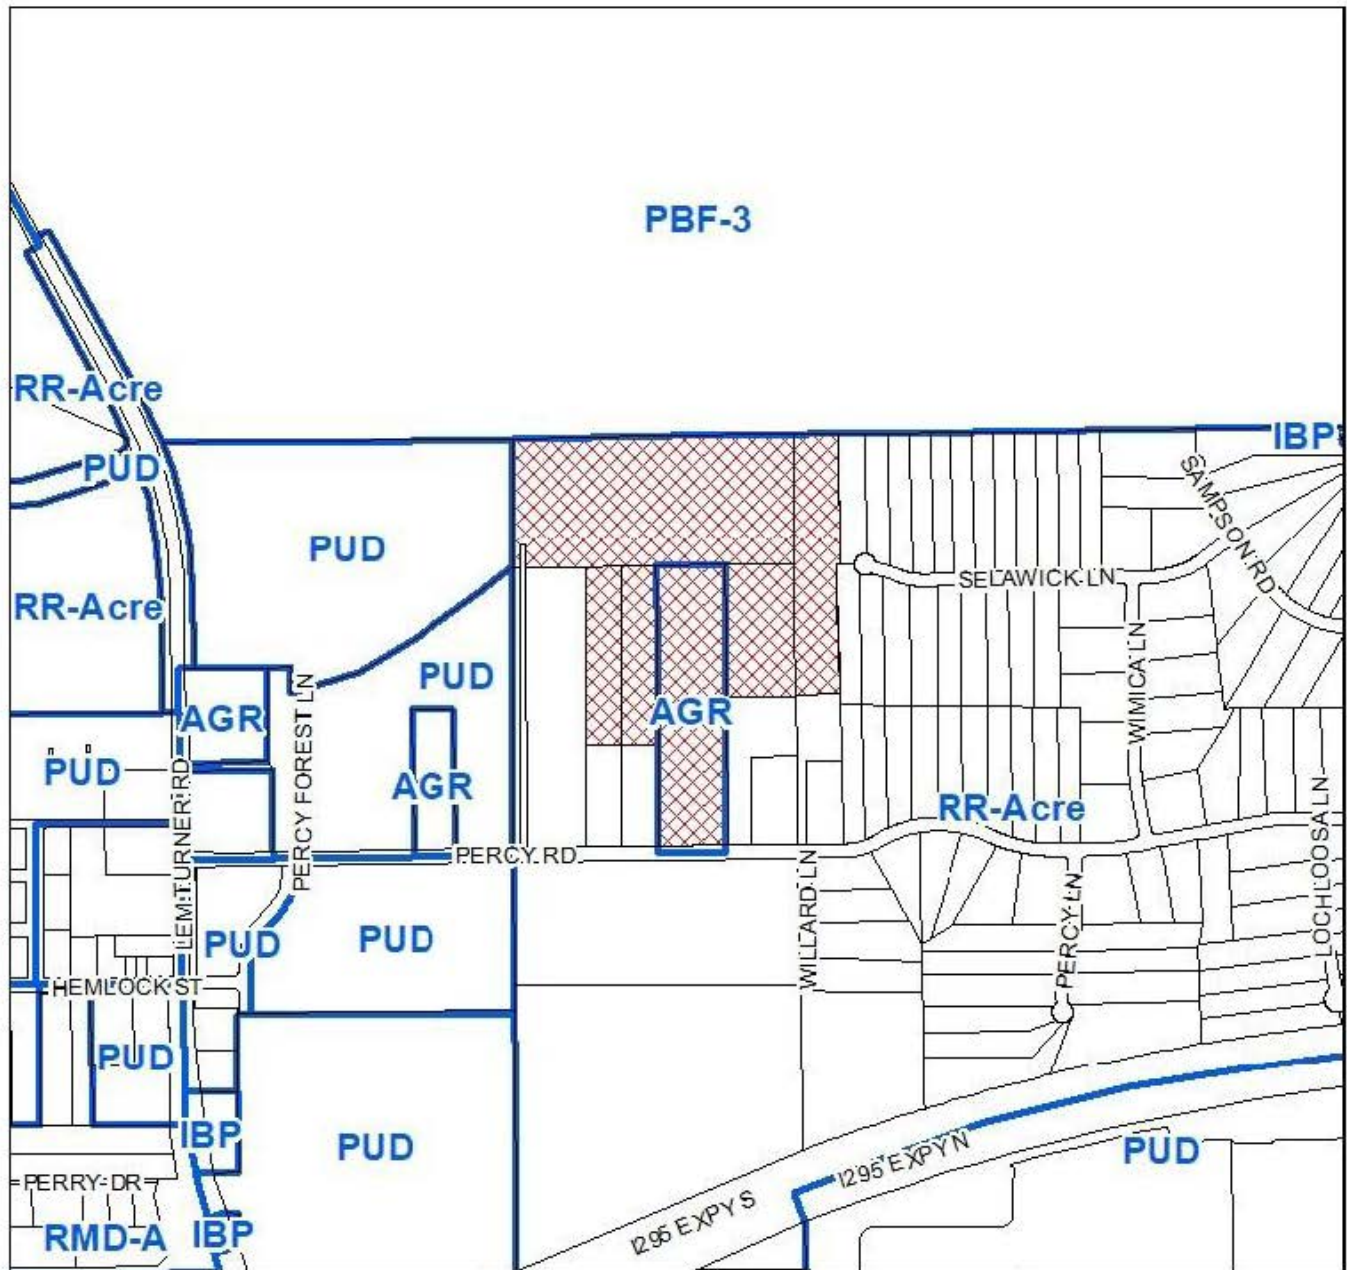 PBF-3
RR-Acre
IBP
PUD
SAMPSON RD
PUD
SELAWICK LN
RR-Acre
WIMICA LN
PUD
PERCY FOREST LN
AGR
AGR
PUD
AGR
LEM TURNER RD
RR-Acre
LOCHLOOSA LN
PERCY RD
WILLARD LN
PERCY LN
PUD
PUD
HEMLOCK ST
PUD
IBP
PUD
I295 EXPY N
PUD
PERRY DR
I295 EXPY S
RMD-A
IBP